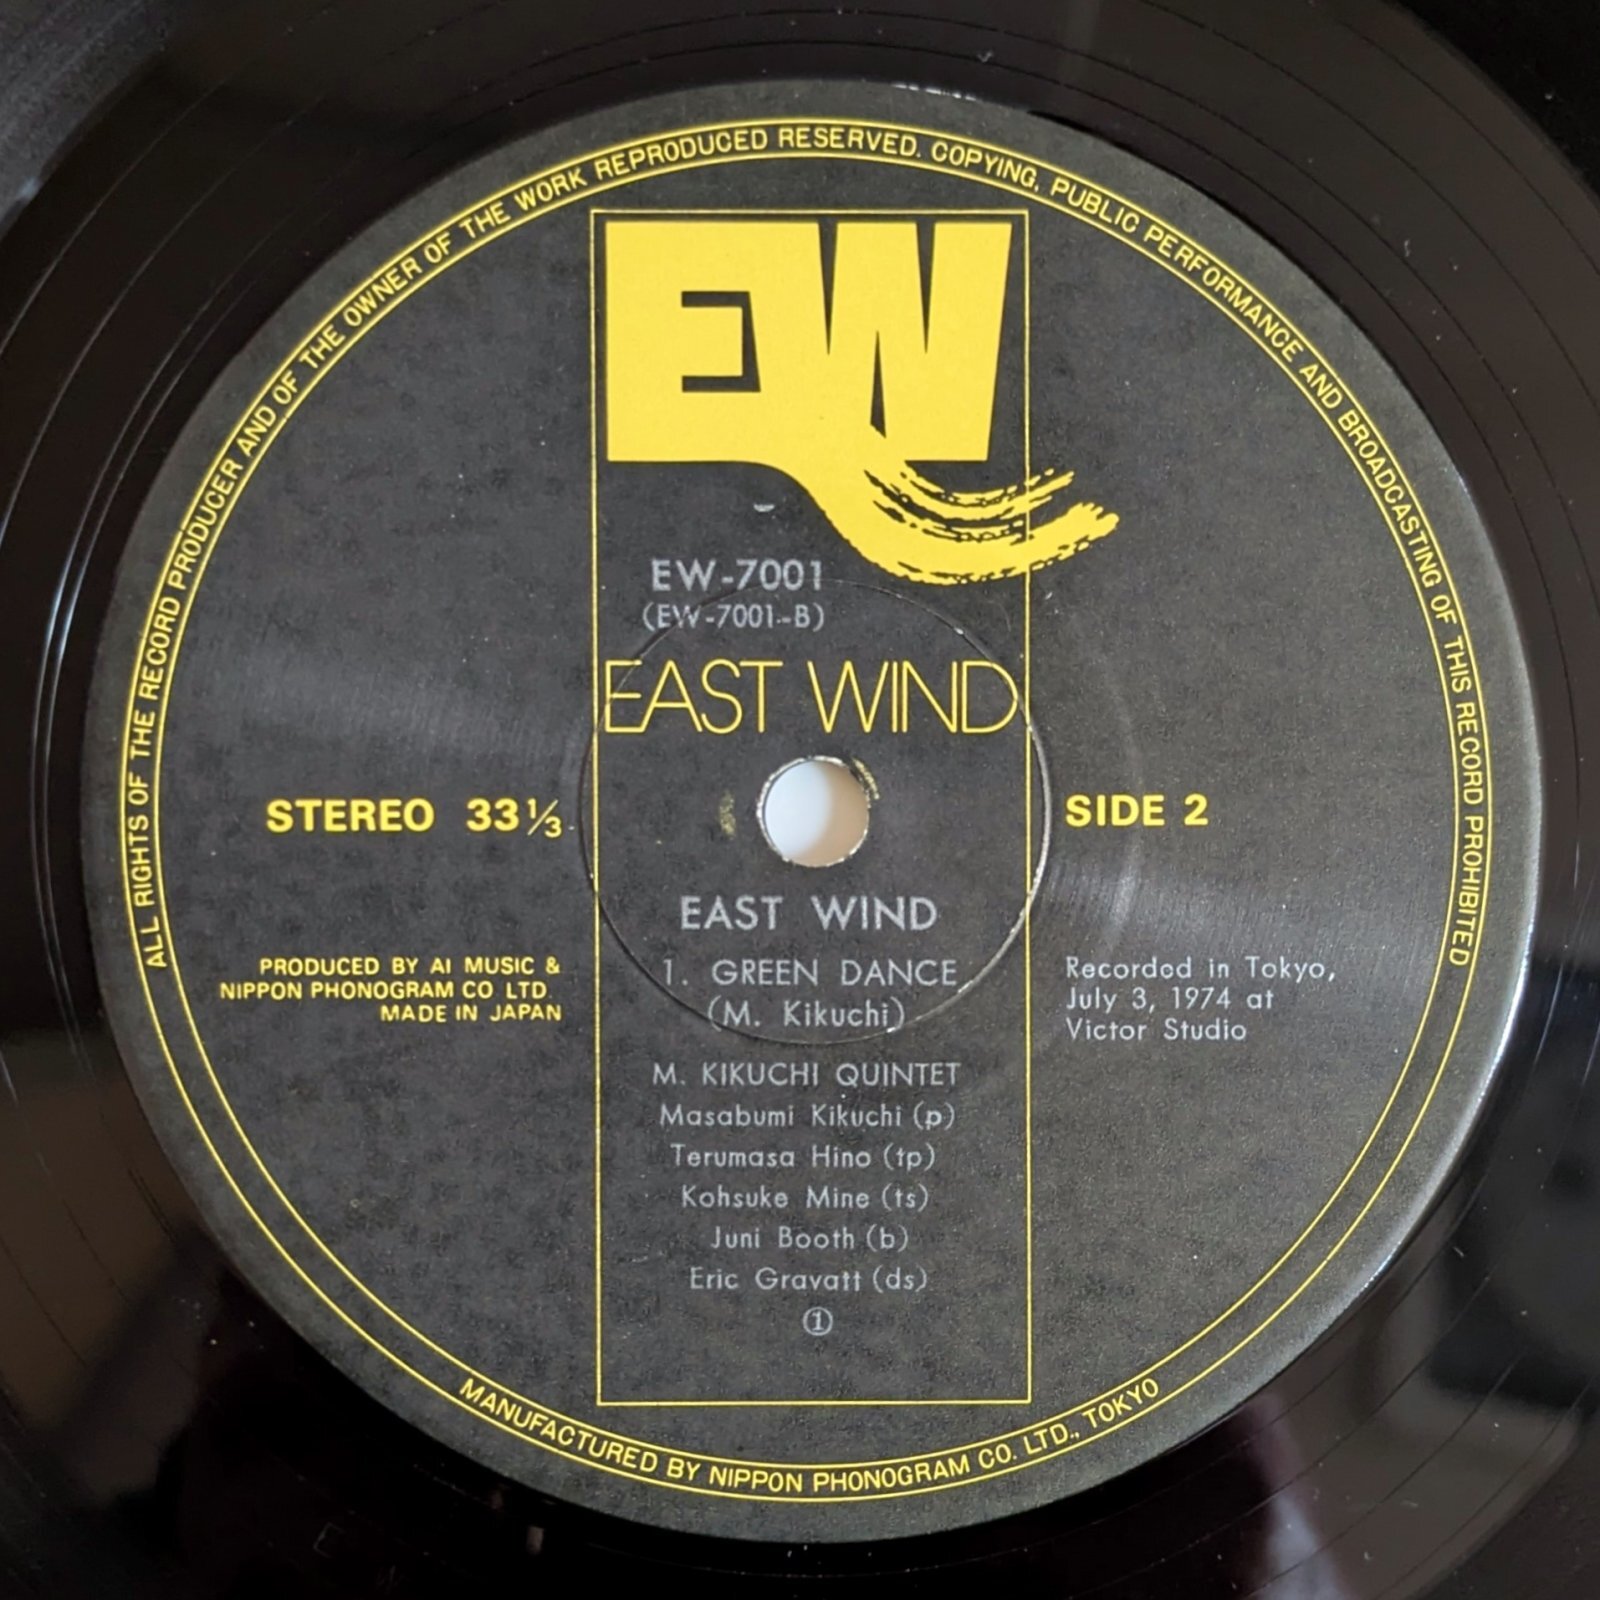 ALL RIGHTS OF THE RECORD PRODUCER AND OF THE OWNER OF THE WORK REPRODUCED RESERVED. COPYING, PUBLIC PERFORMANCE AND BROADCASTING OF THIS RECORD PROHIBITED
EW
EW-7001
(EW-7001-B)
EAST WIND
STEREO 33⅓
SIDE 2
EAST WIND
1. GREEN DANCE
(M. Kikuchi)
PRODUCED BY AI MUSIC &
NIPPON PHONOGRAM CO LTD.
MADE IN JAPAN
Recorded in Tokyo,
July 3, 1974 at
Victor Studio
M. KIKUCHI QUINTET
Masabumi Kikuchi (p)
Terumasa Hino (tp)
Kohsuke Mine (ts)
Juni Booth (b)
Eric Gravatt (ds)
①
MANUFACTURED BY NIPPON PHONOGRAM CO. LTD., TOKYO